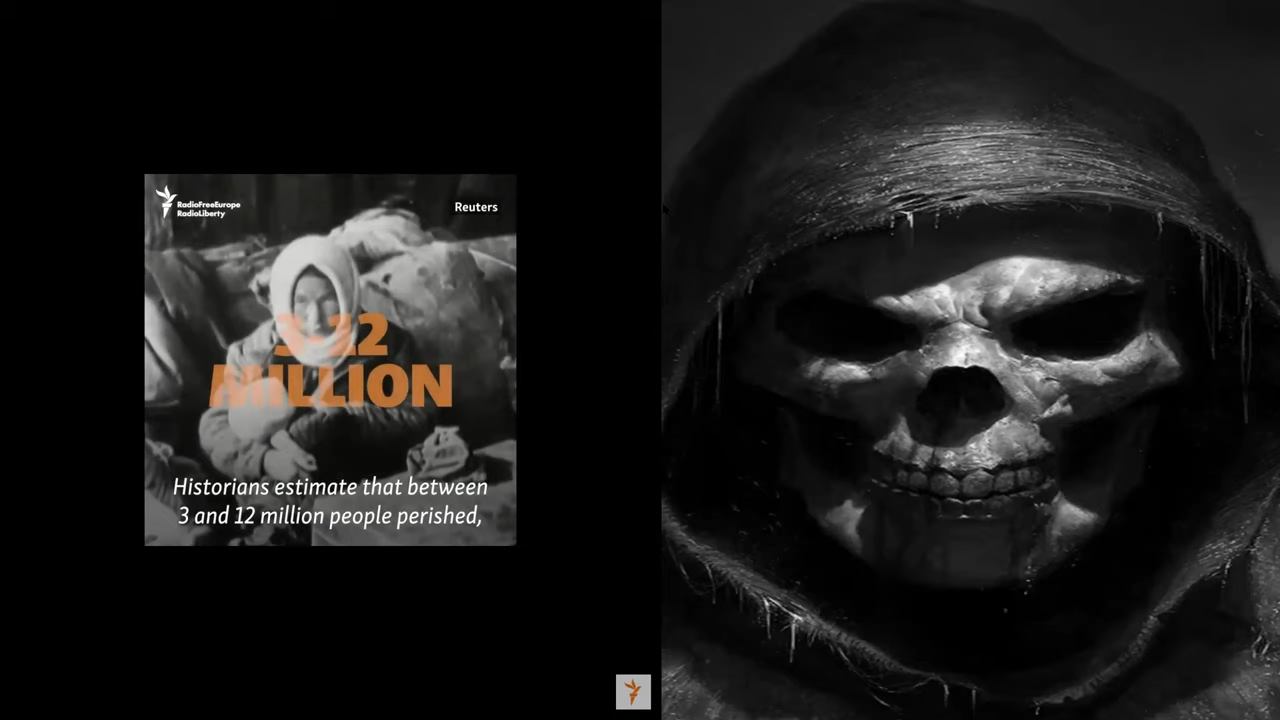 RadioFreeEurope
RadioLiberty
Reuters
3-12
MILLION
Historians estimate that between
3 and 12 million people perished,